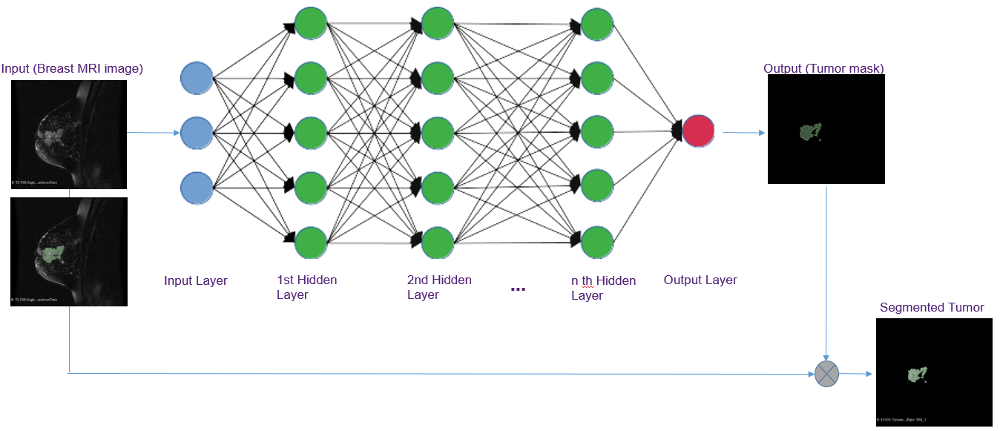 Input (Breast MRI image)
Output (Tumor mask)
Input Layer
1st Hidden
Layer
2nd Hidden
Layer
...
n th Hidden
Layer
Output Layer
Segmented Tumor